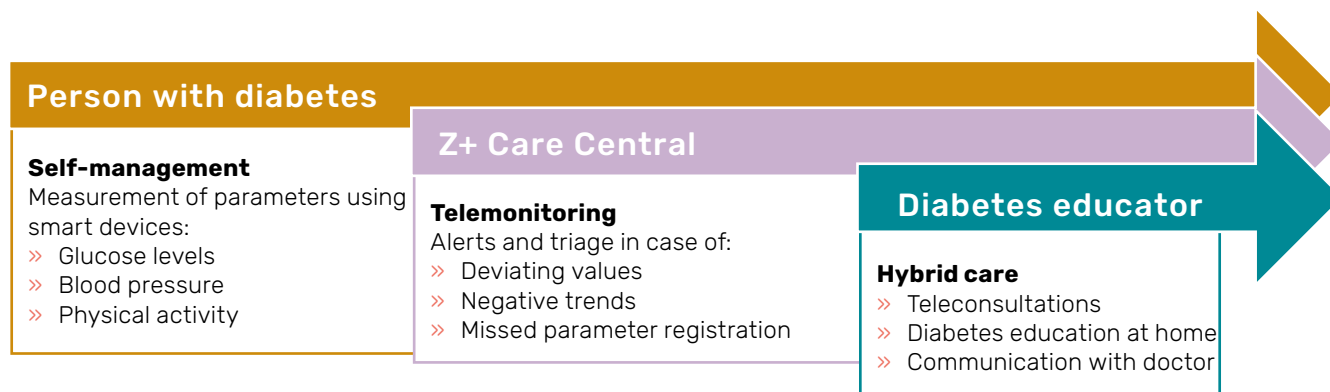 Person with diabetes
Self-management
Measurement of parameters using
smart devices:
» Glucose levels
» Blood pressure
» Physical activity
Z+ Care Central
Telemonitoring
Alerts and triage in case of:
» Deviating values
» Negative trends
» Missed parameter registration
Diabetes educator
Hybrid care
» Teleconsultations
» Diabetes education at home
» Communication with doctor